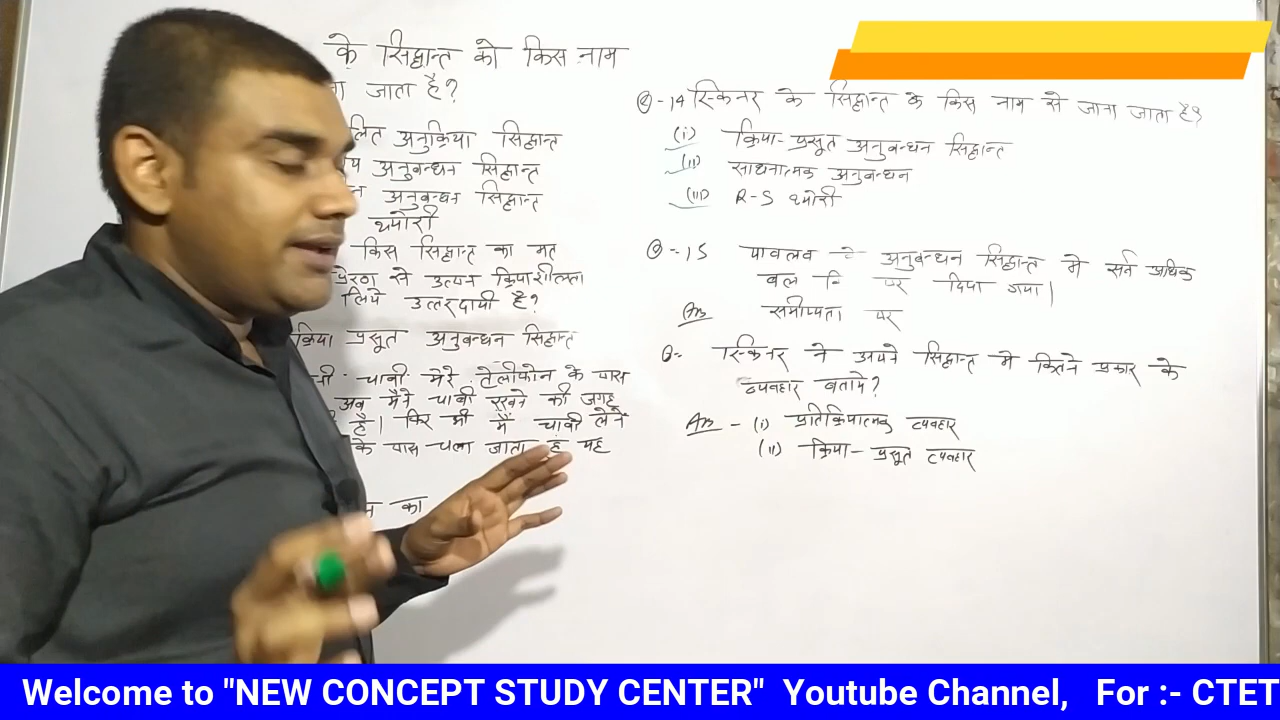 के सिद्वान्त को किस नाम
जाता है?
अनुक्रिया सिद्वान्त
अनुबन्धन सिद्वान्त
अनुबन्धन सिद्वान्त
थ्योरी
किस सिद्वान्त का मत
से उत्पन्न क्रियाशीलता
लिये उत्तरदायी है?
क्रिया प्रसूत अनुबन्धन सिद्वान्त
चाबी मेरे टेलीफोन के पास
अब मैंने चाबी रखने की जगह
है। फिर भी मैं चाबी लेने
के पास चला जाता हूं यह
का
Q-14 स्किनर के सिद्वान्त के किस नाम से जाना जाता है?
(i) क्रिया-प्रसूत अनुबन्धन सिद्वान्त
(ii) साधनात्मक अनुबन्धन
(iii) R-S थ्योरी
Q-15 पावलव के अनुबन्धन सिद्वान्त मे सर्व अधिक
बल पर दिया गया।
Ans समीप्यता पर
Q- स्किनर ने अपने सिद्वान्त मे कितने प्रकार के
व्यवहार बताये?
Ans - (i) प्रतिक्रियात्मक व्यवहार
(ii) क्रिया-प्रसूत व्यवहार
Welcome to "NEW CONCEPT STUDY CENTER" Youtube Channel, For :- CTET